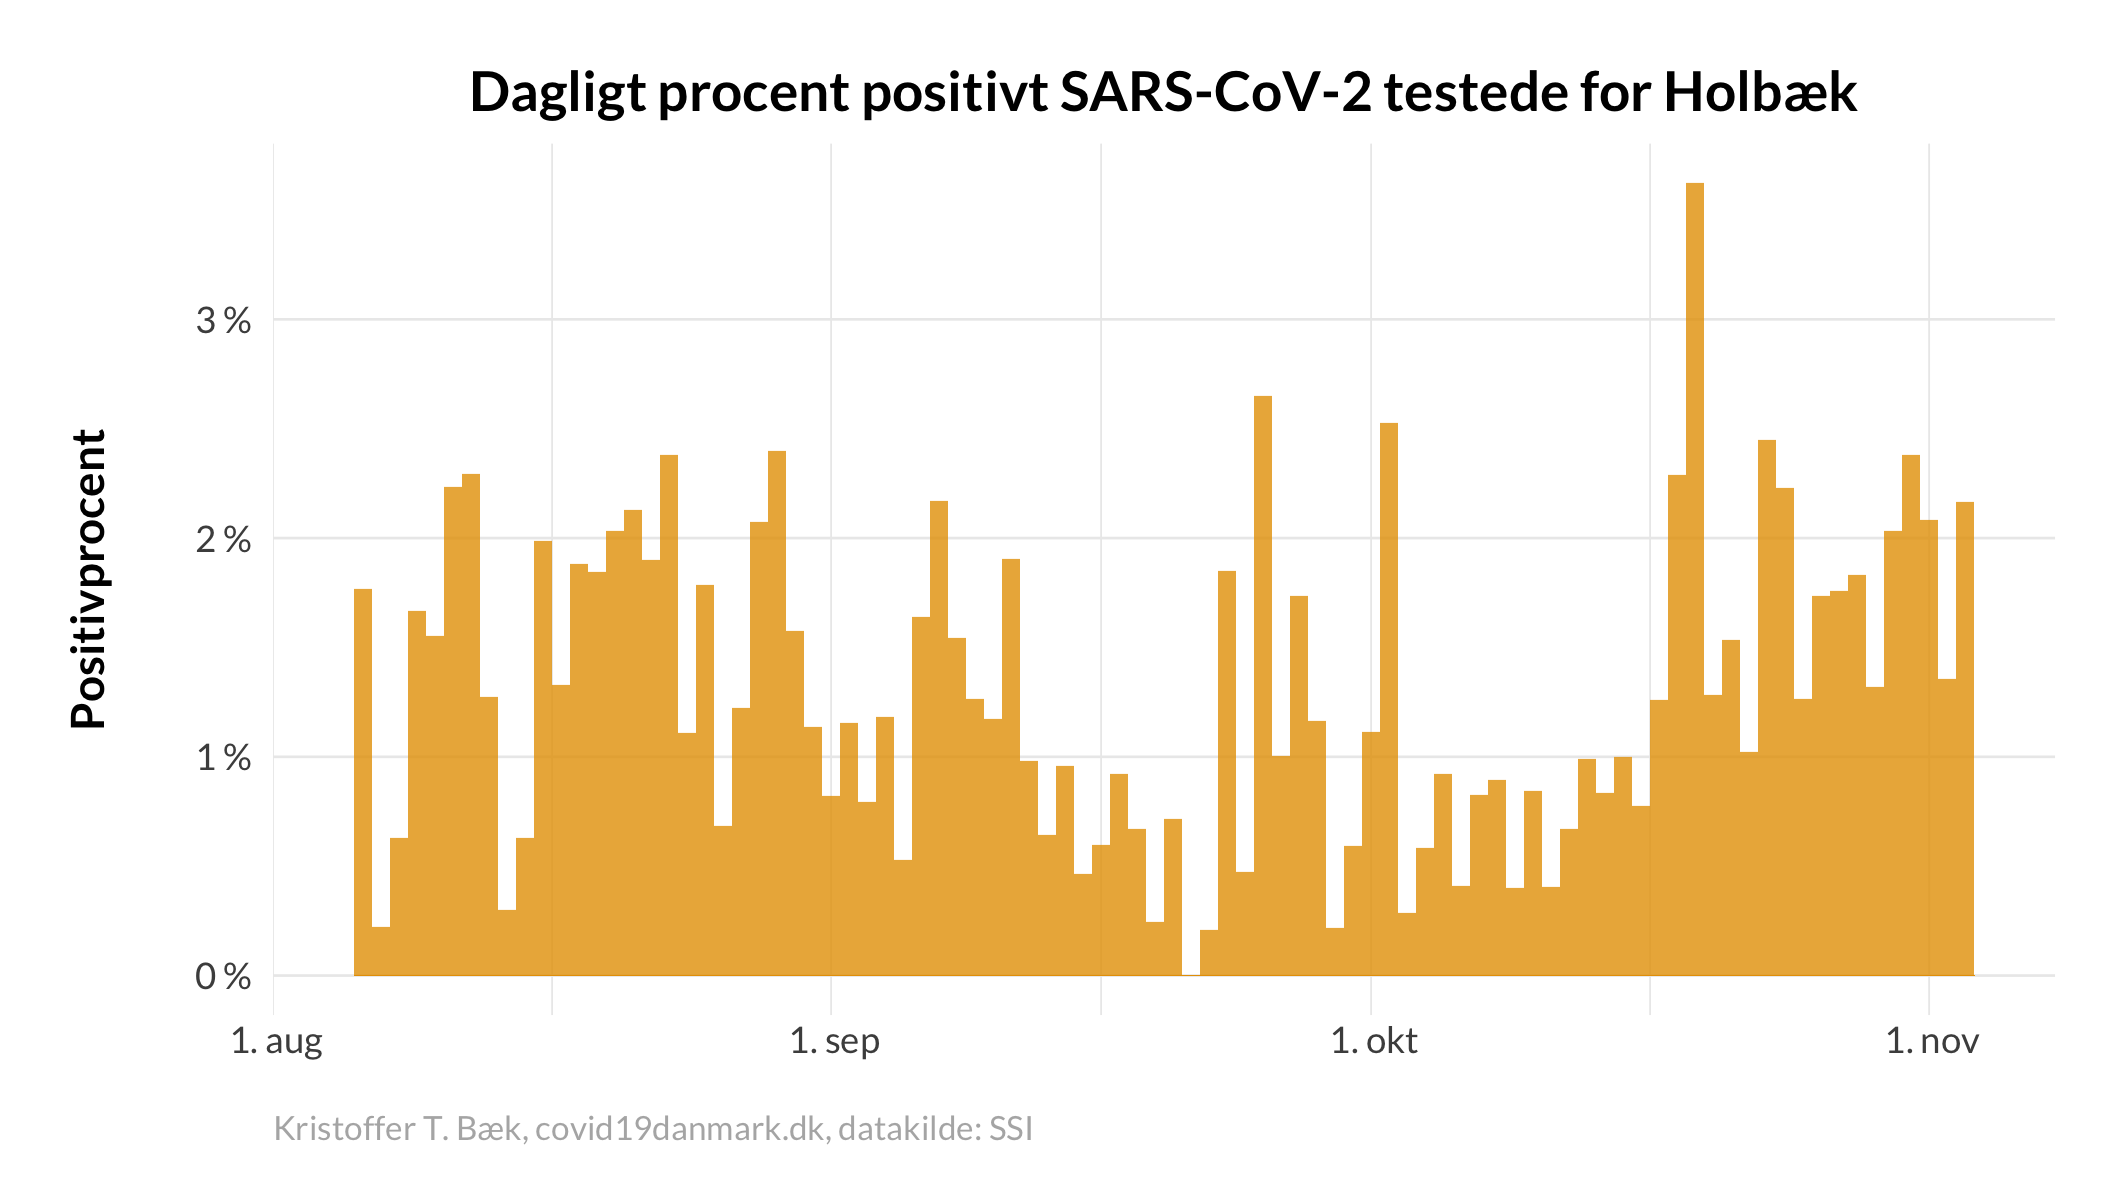 Dagligt procent positivt SARS-CoV-2 testede for Holbæk
Positivprocent
3 %
2 %
1 %
0 %
1. aug
1. sep
1. okt
1. nov
Kristoffer T. Bæk, covid19danmark.dk, datakilde: SSI